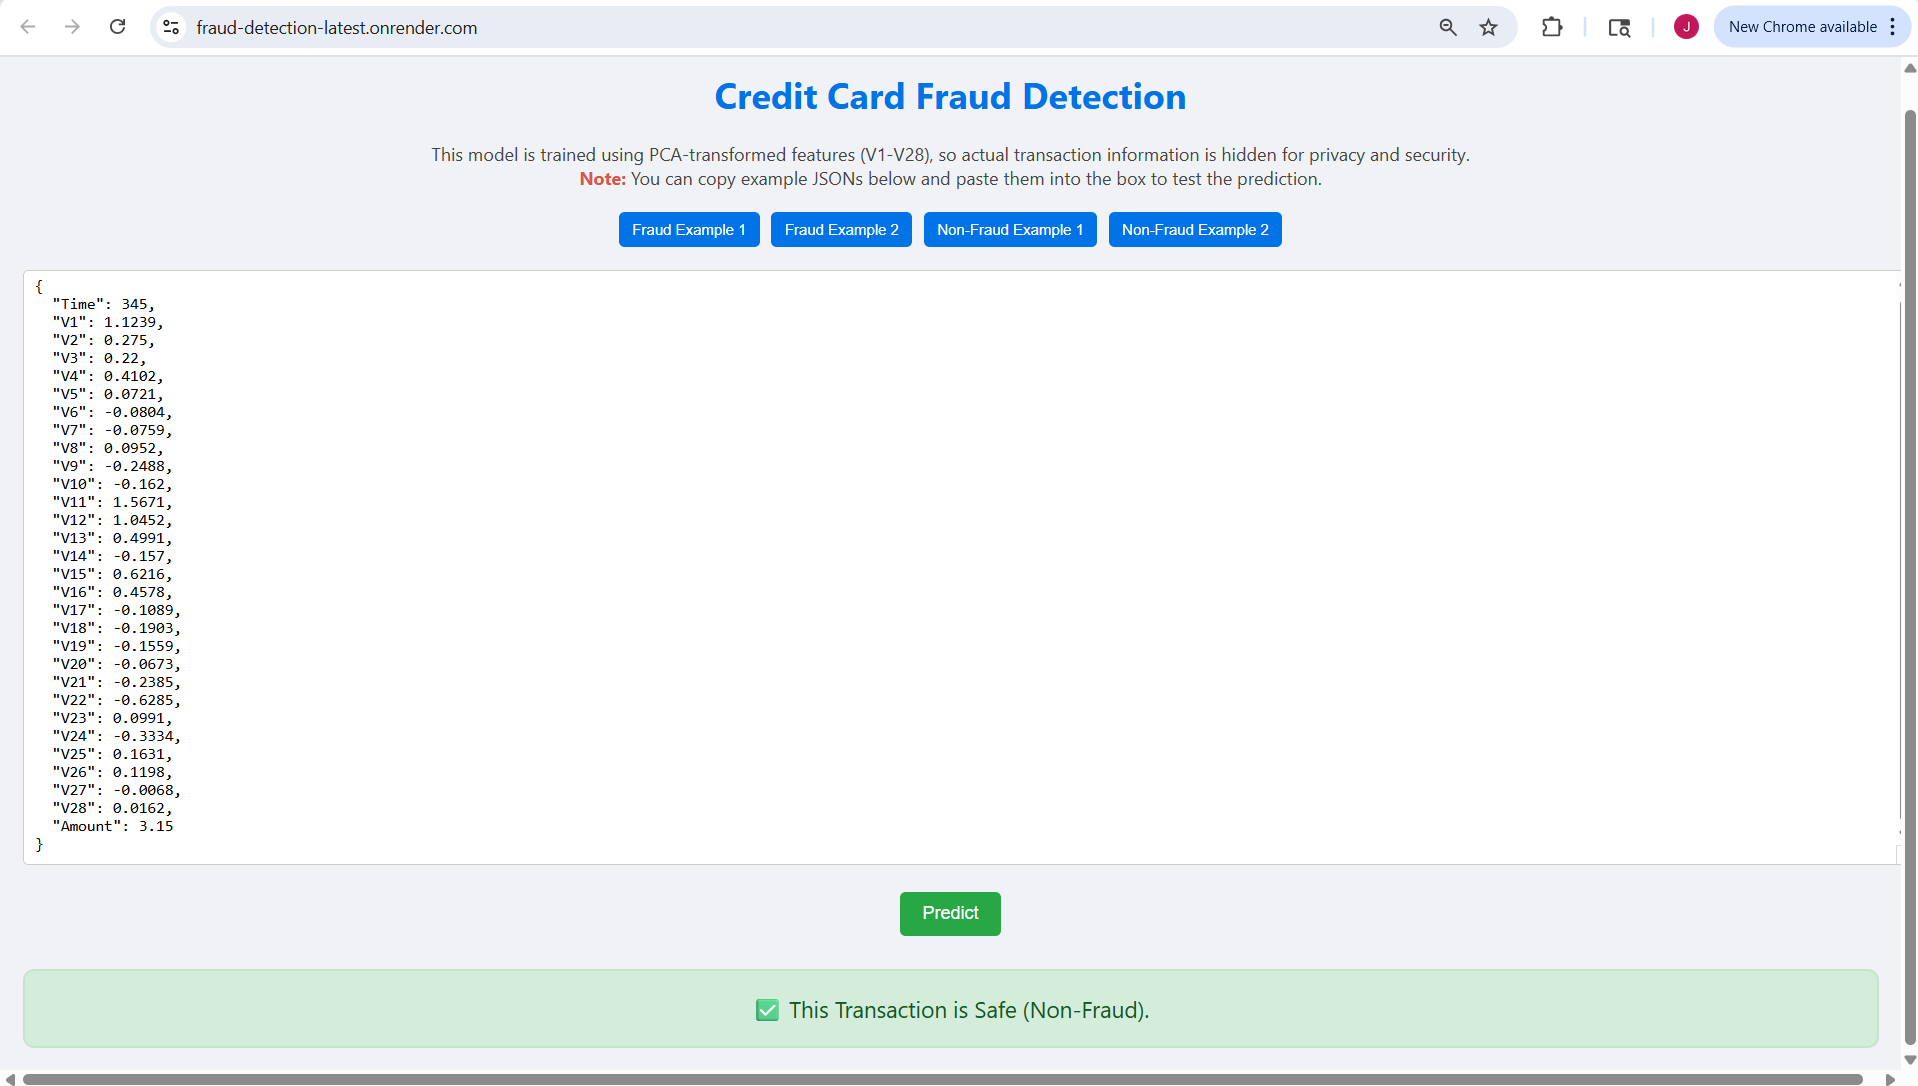 fraud-detection-latest.onrender.com
J
New Chrome available
Credit Card Fraud Detection
This model is trained using PCA-transformed features (V1-V28), so actual transaction information is hidden for privacy and security.
Note: You can copy example JSONs below and paste them into the box to test the prediction.
Fraud Example 1
Fraud Example 2
Non-Fraud Example 1
Non-Fraud Example 2
{
"Time": 345,
"V1": 1.1239,
"V2": 0.275,
"V3": 0.22,
"V4": 0.4102,
"V5": 0.0721,
"V6": -0.0804,
"V7": -0.0759,
"V8": 0.0952,
"V9": -0.2488,
"V10": -0.162,
"V11": 1.5671,
"V12": 1.0452,
"V13": 0.4991,
"V14": -0.157,
"V15": 0.6216,
"V16": 0.4578,
"V17": -0.1089,
"V18": -0.1903,
"V19": -0.1559,
"V20": -0.0673,
"V21": -0.2385,
"V22": -0.6285,
"V23": 0.0991,
"V24": -0.3334,
"V25": 0.1631,
"V26": 0.1198,
"V27": -0.0068,
"V28": 0.0162,
"Amount": 3.15
}
Predict
✅ This Transaction is Safe (Non-Fraud).